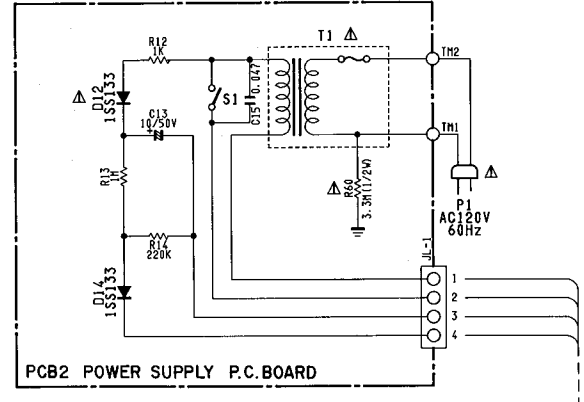 T1 ⚠
R12
1K
TM2
⚠
D12
1SS133
S1
C15 0.047
C13
+
10/50V
TM1
R13
1M
⚠
R60
3.3M(1/2W)
⚠
P1
AC120V
60Hz
R14
220K
JL-1
D14
1SS133
1
2
3
4
PCB2 POWER SUPPLY P.C.BOARD